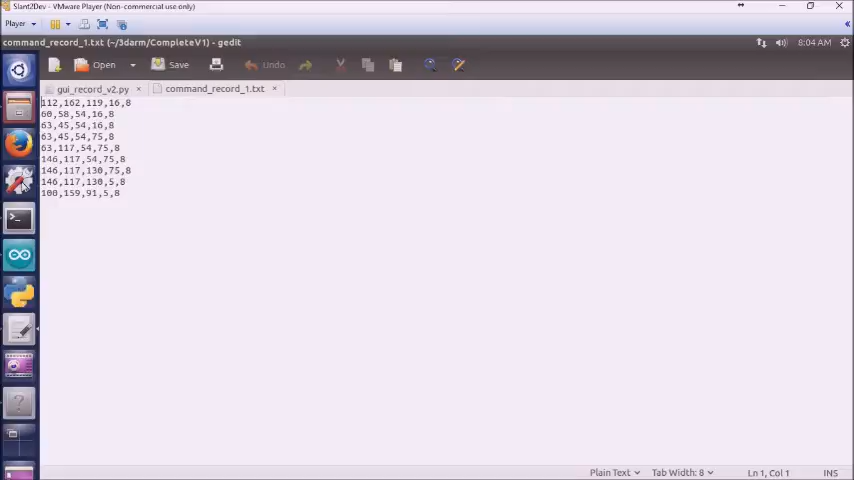 Slant2Dev - VMware Player (Non-commercial use only)
Player
command_record_1.txt (~/3darm/CompleteV1) - gedit
8:04 AM
Open
Save
Undo
gui_record_v2.py ×
command_record_1.txt ×
112,162,119,16,8
60,58,54,16,8
63,45,54,16,8
63,45,54,75,8
63,117,54,75,8
146,117,54,75,8
146,117,130,75,8
146,117,130,5,8
100,159,91,5,8
Plain Text
Tab Width: 8
Ln 1, Col 1
INS